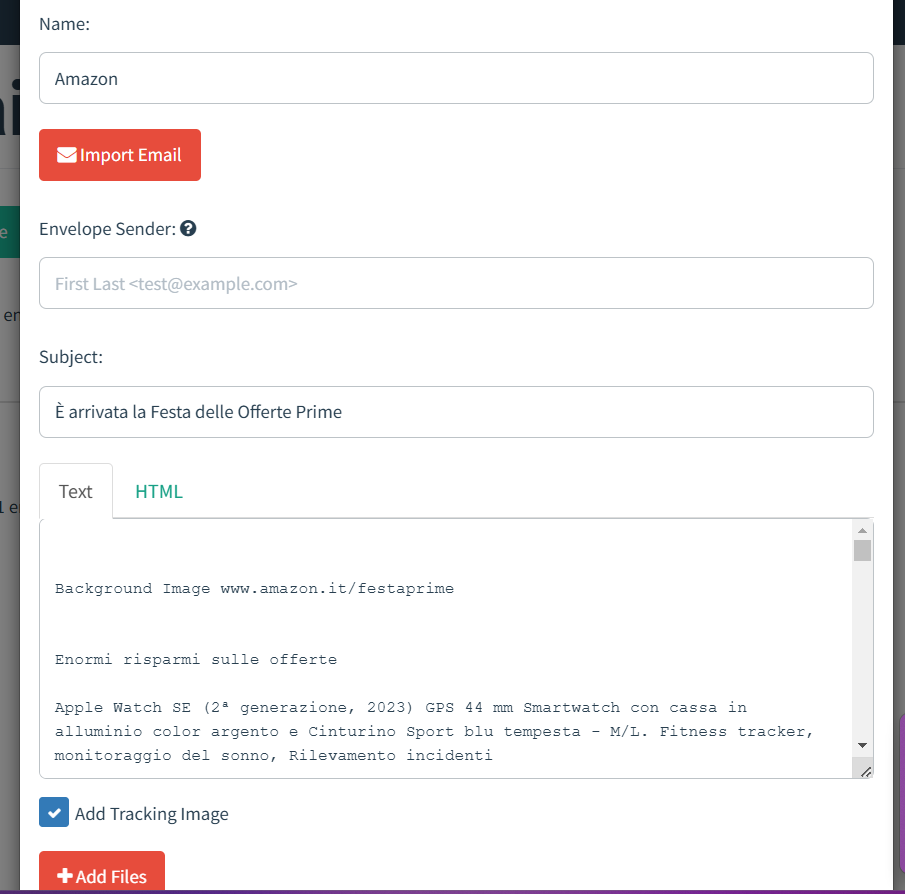 Name:
Amazon
Import Email
e
Envelope Sender:
First Last <test@example.com>
er
Subject:
È arrivata la Festa delle Offerte Prime
Text HTML
1 e
Background Image www.amazon.it/festaprime
Enormi risparmi sulle offerte
Apple Watch SE (2ª generazione, 2023) GPS 44 mm Smartwatch con cassa in
alluminio color argento e Cinturino Sport blu tempesta - M/L. Fitness tracker,
monitoraggio del sonno, Rilevamento incidenti
Add Tracking Image
Add Files